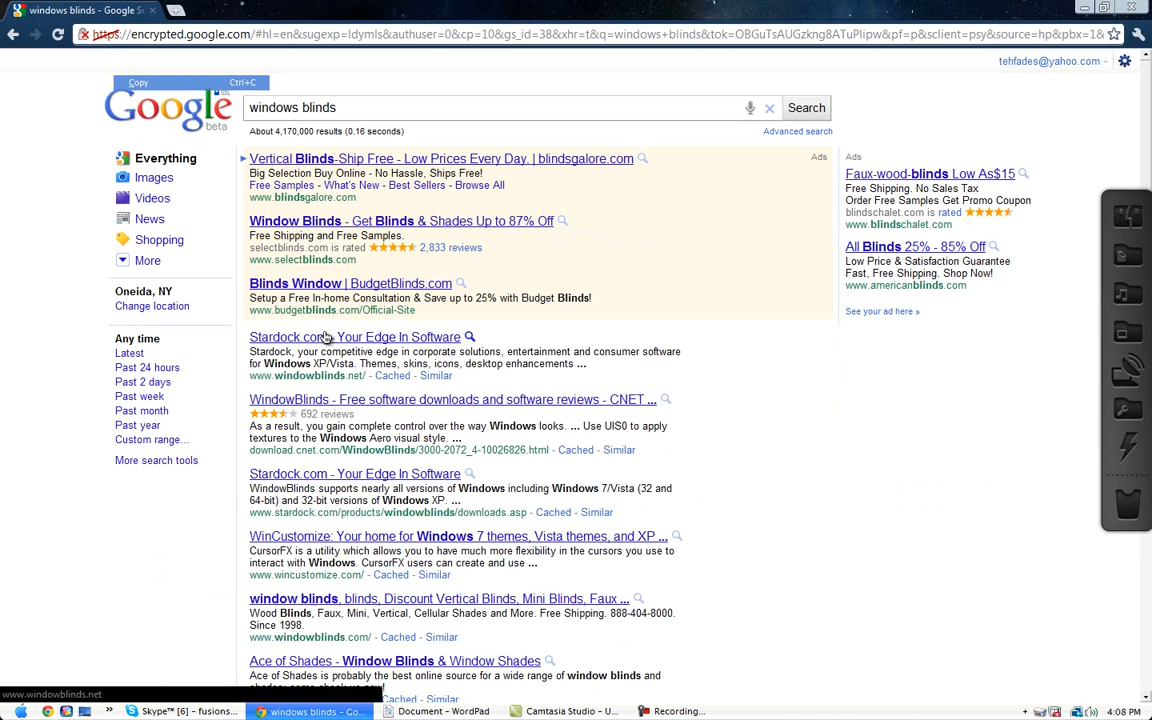 windows blinds - Google S
https://encrypted.google.com/#hl=en&sugexp=ldymls&authuser=0&cp=10&gs_id=38&xhr=t&q=windows+blinds&tok=OBGuTsAUGzkng8ATuPlipw&pf=p&sclient=psy&source=hp&pbx=1&
tehfades@yahoo.com
Copy Ctrl+C
Google
SSL
beta
windows blinds
Search
About 4,170,000 results (0.16 seconds)
Advanced search
Everything
Images
Videos
News
Shopping
More
Oneida, NY
Change location
Any time
Latest
Past 24 hours
Past 2 days
Past week
Past month
Past year
Custom range...
More search tools
Vertical Blinds-Ship Free - Low Prices Every Day. | blindsgalore.com
Ads
Big Selection Buy Online - No Hassle, Ships Free!
Free Samples - What's New - Best Sellers - Browse All
www.blindsgalore.com
Window Blinds - Get Blinds & Shades Up to 87% Off
Free Shipping and Free Samples.
selectblinds.com is rated 2,833 reviews
www.selectblinds.com
Blinds Window | BudgetBlinds.com
Setup a Free In-home Consultation & Save up to 25% with Budget Blinds!
www.budgetblinds.com/Official-Site
Stardock.com - Your Edge In Software
Stardock, your competitive edge in corporate solutions, entertainment and consumer software
for Windows XP/Vista. Themes, skins, icons, desktop enhancements ...
www.windowblinds.net/ - Cached - Similar
WindowBlinds - Free software downloads and software reviews - CNET ...
692 reviews
As a result, you gain complete control over the way Windows looks. ... Use UIS0 to apply
textures to the Windows Aero visual style. ...
download.cnet.com/WindowBlinds/3000-2072_4-10026826.html - Cached - Similar
Stardock.com - Your Edge In Software
WindowBlinds supports nearly all versions of Windows including Windows 7/Vista (32 and
64-bit) and 32-bit versions of Windows XP. ...
www.stardock.com/products/windowblinds/downloads.asp - Cached - Similar
WinCustomize: Your home for Windows 7 themes, Vista themes, and XP ...
CursorFX is a utility which allows you to have much more flexibility in the cursors you use to
interact with Windows. CursorFX users can create and use ...
www.wincustomize.com/ - Cached - Similar
window blinds, blinds, Discount Vertical Blinds, Mini Blinds, Faux ...
Wood Blinds, Faux, Mini, Vertical, Cellular Shades and More. Free Shipping. 888-404-8000.
Since 1998.
www.windowblinds.com/ - Cached - Similar
Ace of Shades - Window Blinds & Window Shades
Ace of Shades is probably the best online source for a wide range of window blinds and
Cached - Similar
Ads
Faux-wood-blinds Low As$15
Free Shipping. No Sales Tax
Order Free Samples Get Promo Coupon
blindschalet.com is rated
www.blindschalet.com
All Blinds 25% - 85% Off
Low Price & Satisfaction Guarantee
Fast, Free Shipping. Shop Now!
www.americanblinds.com
See your ad here »
www.windowblinds.net
Skype™ [6] - fusions...
windows blinds - Go...
Document - WordPad
Camtasia Studio - U...
Recording...
4:08 PM